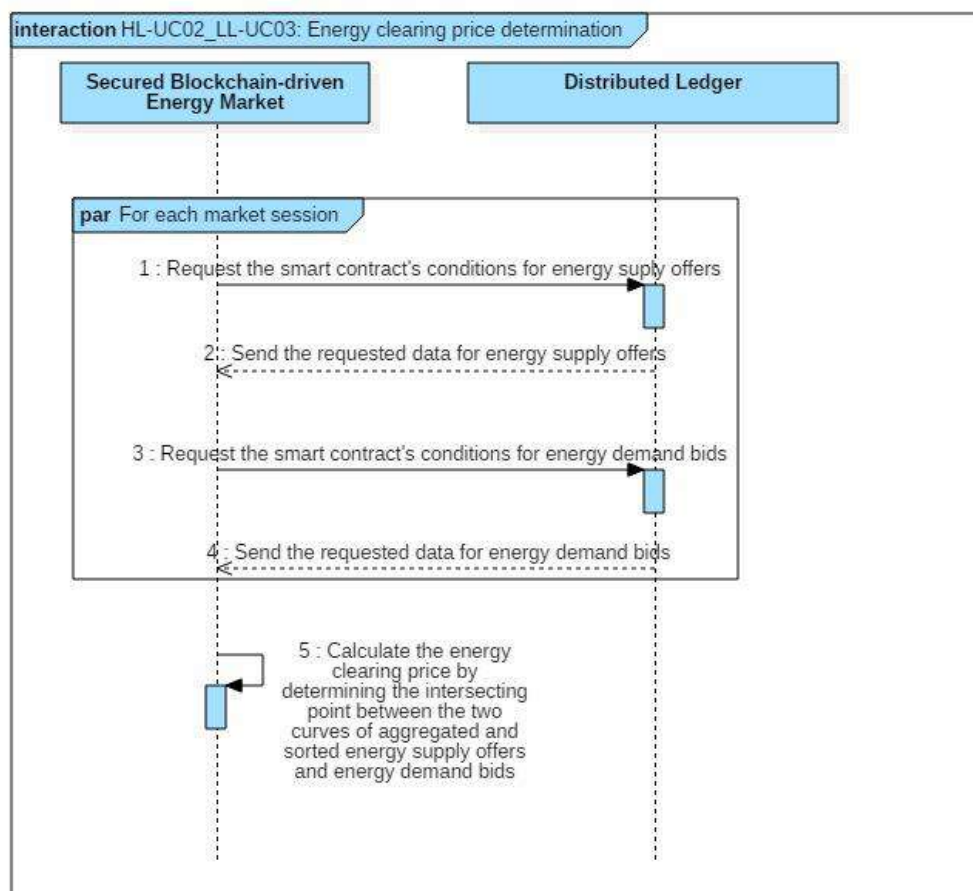 interaction HL-UC02_LL-UC03: Energy clearing price determination
Secured Blockchain-driven
Energy Market
Distributed Ledger
par For each market session
1 : Request the smart contract's conditions for energy suply offers
2 : Send the requested data for energy supply offers
3 : Request the smart contract's conditions for energy demand bids
4 : Send the requested data for energy demand bids
5 : Calculate the energy
clearing price by
determining the intersecting
point between the two
curves of aggregated and
sorted energy supply offers
and energy demand bids